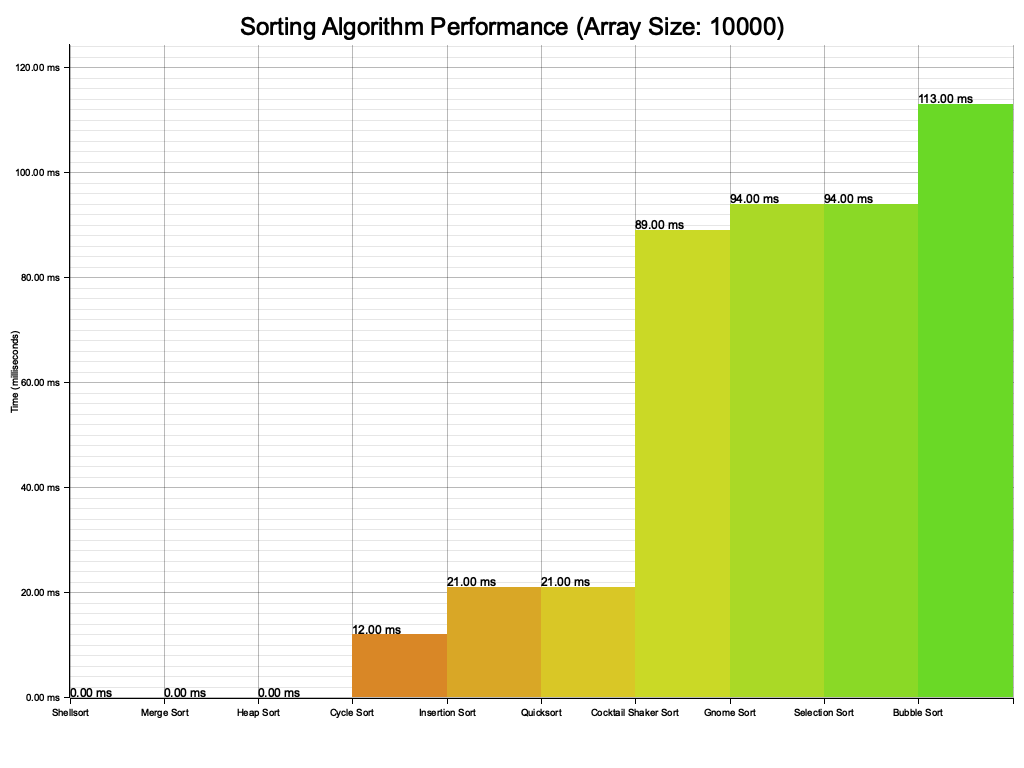 Sorting Algorithm Performance (Array Size: 10000)
120.00 ms
100.00 ms
80.00 ms
60.00 ms
40.00 ms
20.00 ms
0.00 ms
Time (milliseconds)
0.00 ms
0.00 ms
0.00 ms
12.00 ms
21.00 ms
21.00 ms
89.00 ms
94.00 ms
94.00 ms
113.00 ms
Shellsort
Merge Sort
Heap Sort
Cycle Sort
Insertion Sort
Quicksort
Cocktail Shaker Sort
Gnome Sort
Selection Sort
Bubble Sort